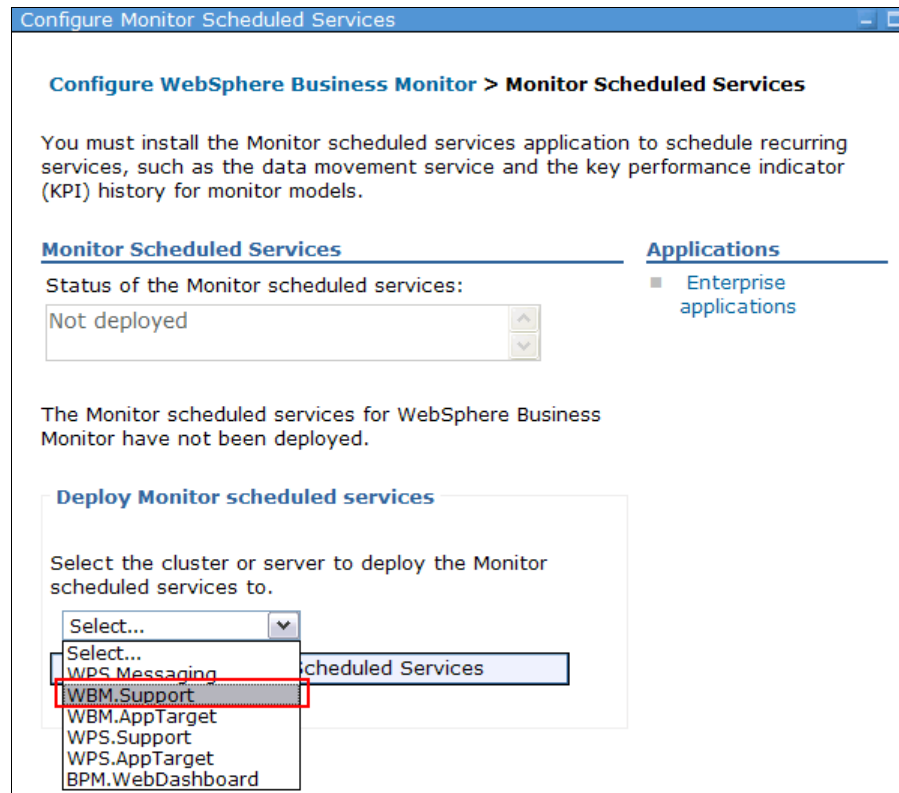 Configure Monitor Scheduled Services
Configure WebSphere Business Monitor > Monitor Scheduled Services
You must install the Monitor scheduled services application to schedule recurring
services, such as the data movement service and the key performance indicator
(KPI) history for monitor models.
Monitor Scheduled Services
Applications
Status of the Monitor scheduled services:
Not deployed
Enterprise
applications
The Monitor scheduled services for WebSphere Business
Monitor have not been deployed.
Deploy Monitor scheduled services
Select the cluster or server to deploy the Monitor
scheduled services to.
Select...
Select...
Scheduled Services
WPS.Messaging
WBM.Support
WBM.AppTarget
WPS.Support
WPS.AppTarget
BPM.WebDashboard